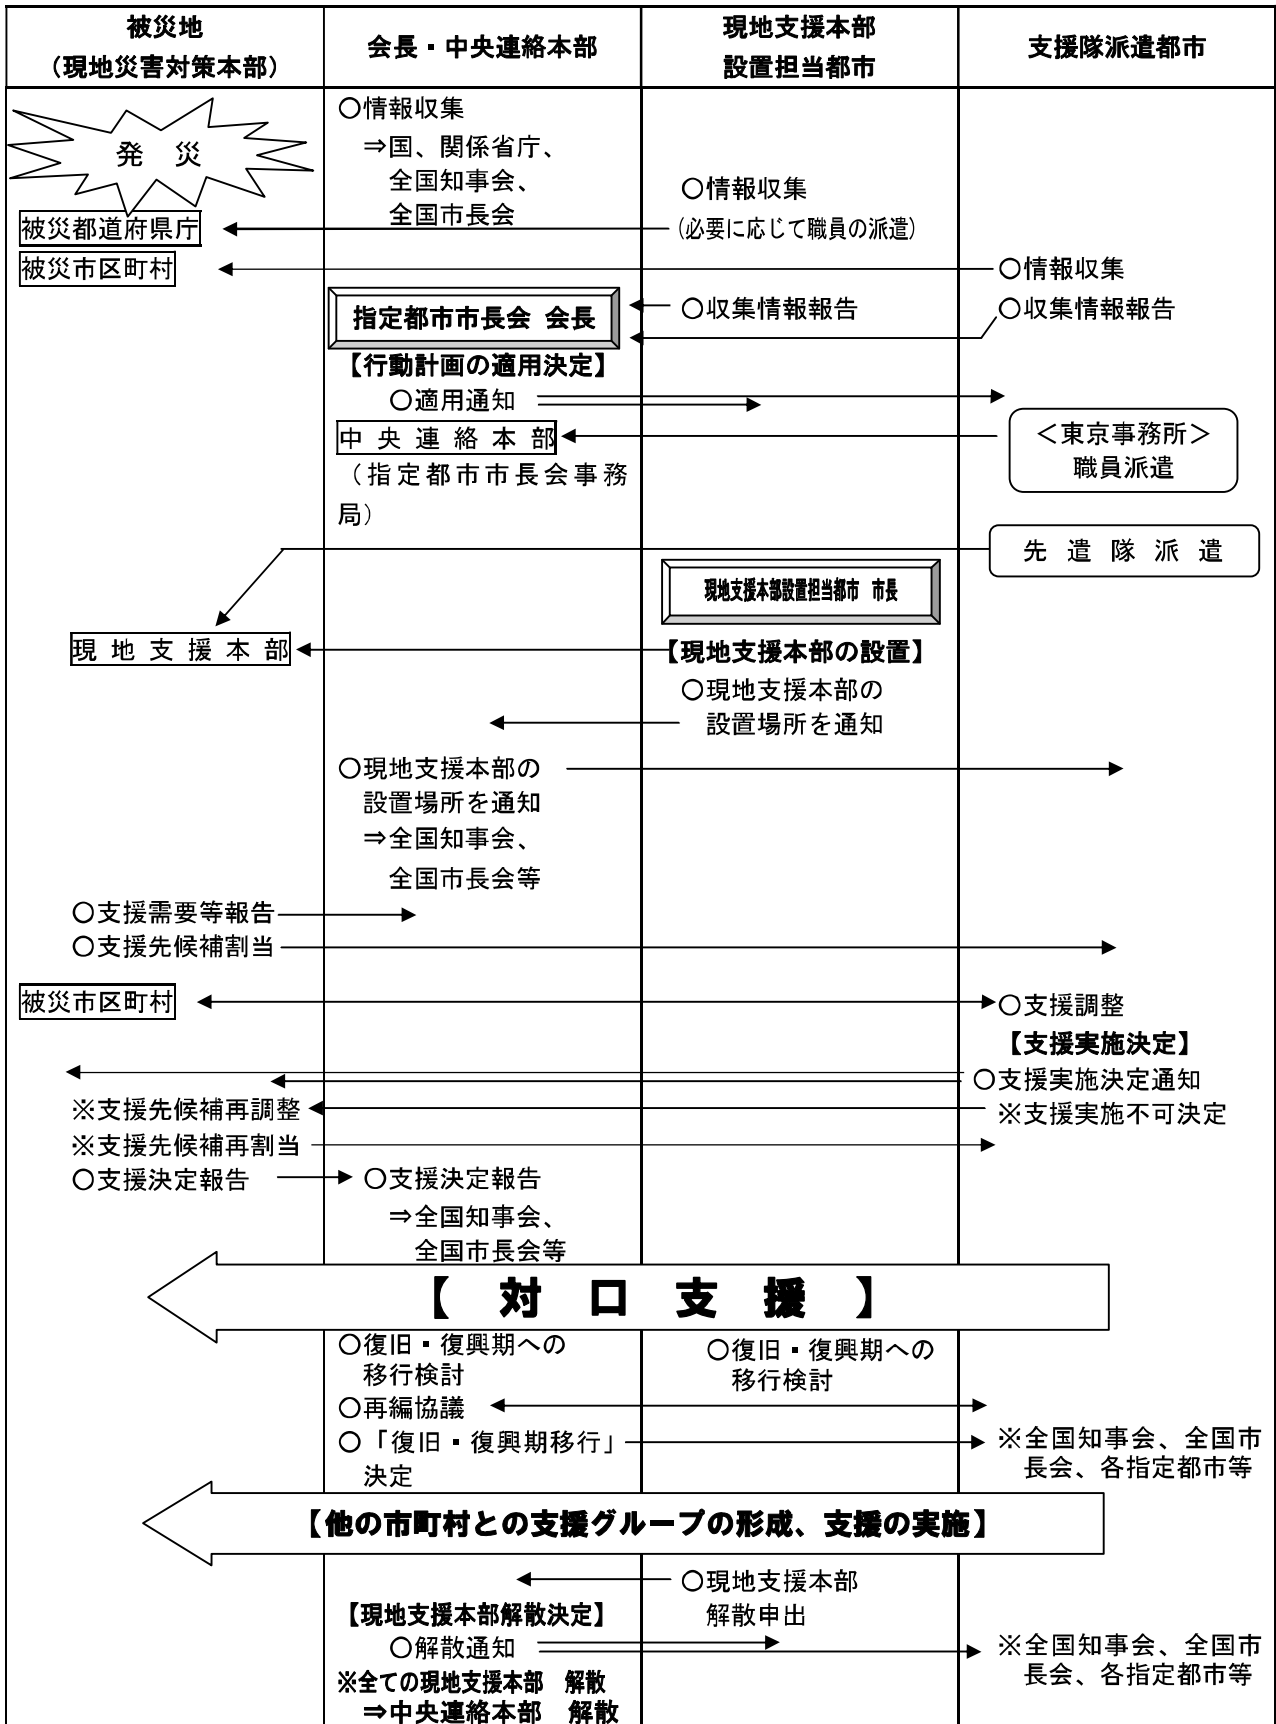 被災地
（現地災害対策本部）
会長・中央連絡本部
現地支援本部
設置担当都市
支援隊派遣都市
発 災
○情報収集
⇒国、関係省庁、
全国知事会、
全国市長会
○情報収集
（必要に応じて職員の派遣）
被災都道府県庁
被災市区町村
○情報収集
指定都市市長会 会長
○収集情報報告
○収集情報報告
【行動計画の適用決定】
○適用通知
中央連絡本部
（指定都市市長会事務
局）
＜東京事務所＞
職員派遣
先遣隊派遣
現地支援本部設置担当都市 市長
現地支援本部
【現地支援本部の設置】
○現地支援本部の
設置場所を通知
○現地支援本部の
設置場所を通知
⇒全国知事会、
全国市長会等
○支援需要等報告
○支援先候補割当
被災市区町村
○支援調整
【支援実施決定】
○支援実施決定通知
※支援先候補再調整
※支援実施不可決定
※支援先候補再割当
○支援決定報告
○支援決定報告
⇒全国知事会、
全国市長会等
【 対 口 支 援 】
○復旧・復興期への
移行検討
○復旧・復興期への
移行検討
○再編協議
○「復旧・復興期移行」
決定
※全国知事会、全国市
長会、各指定都市等
【他の市町村との支援グループの形成、支援の実施】
○現地支援本部
解散申出
【現地支援本部解散決定】
○解散通知
※全国知事会、全国市
長会、各指定都市等
※全ての現地支援本部 解散
⇒中央連絡本部 解散